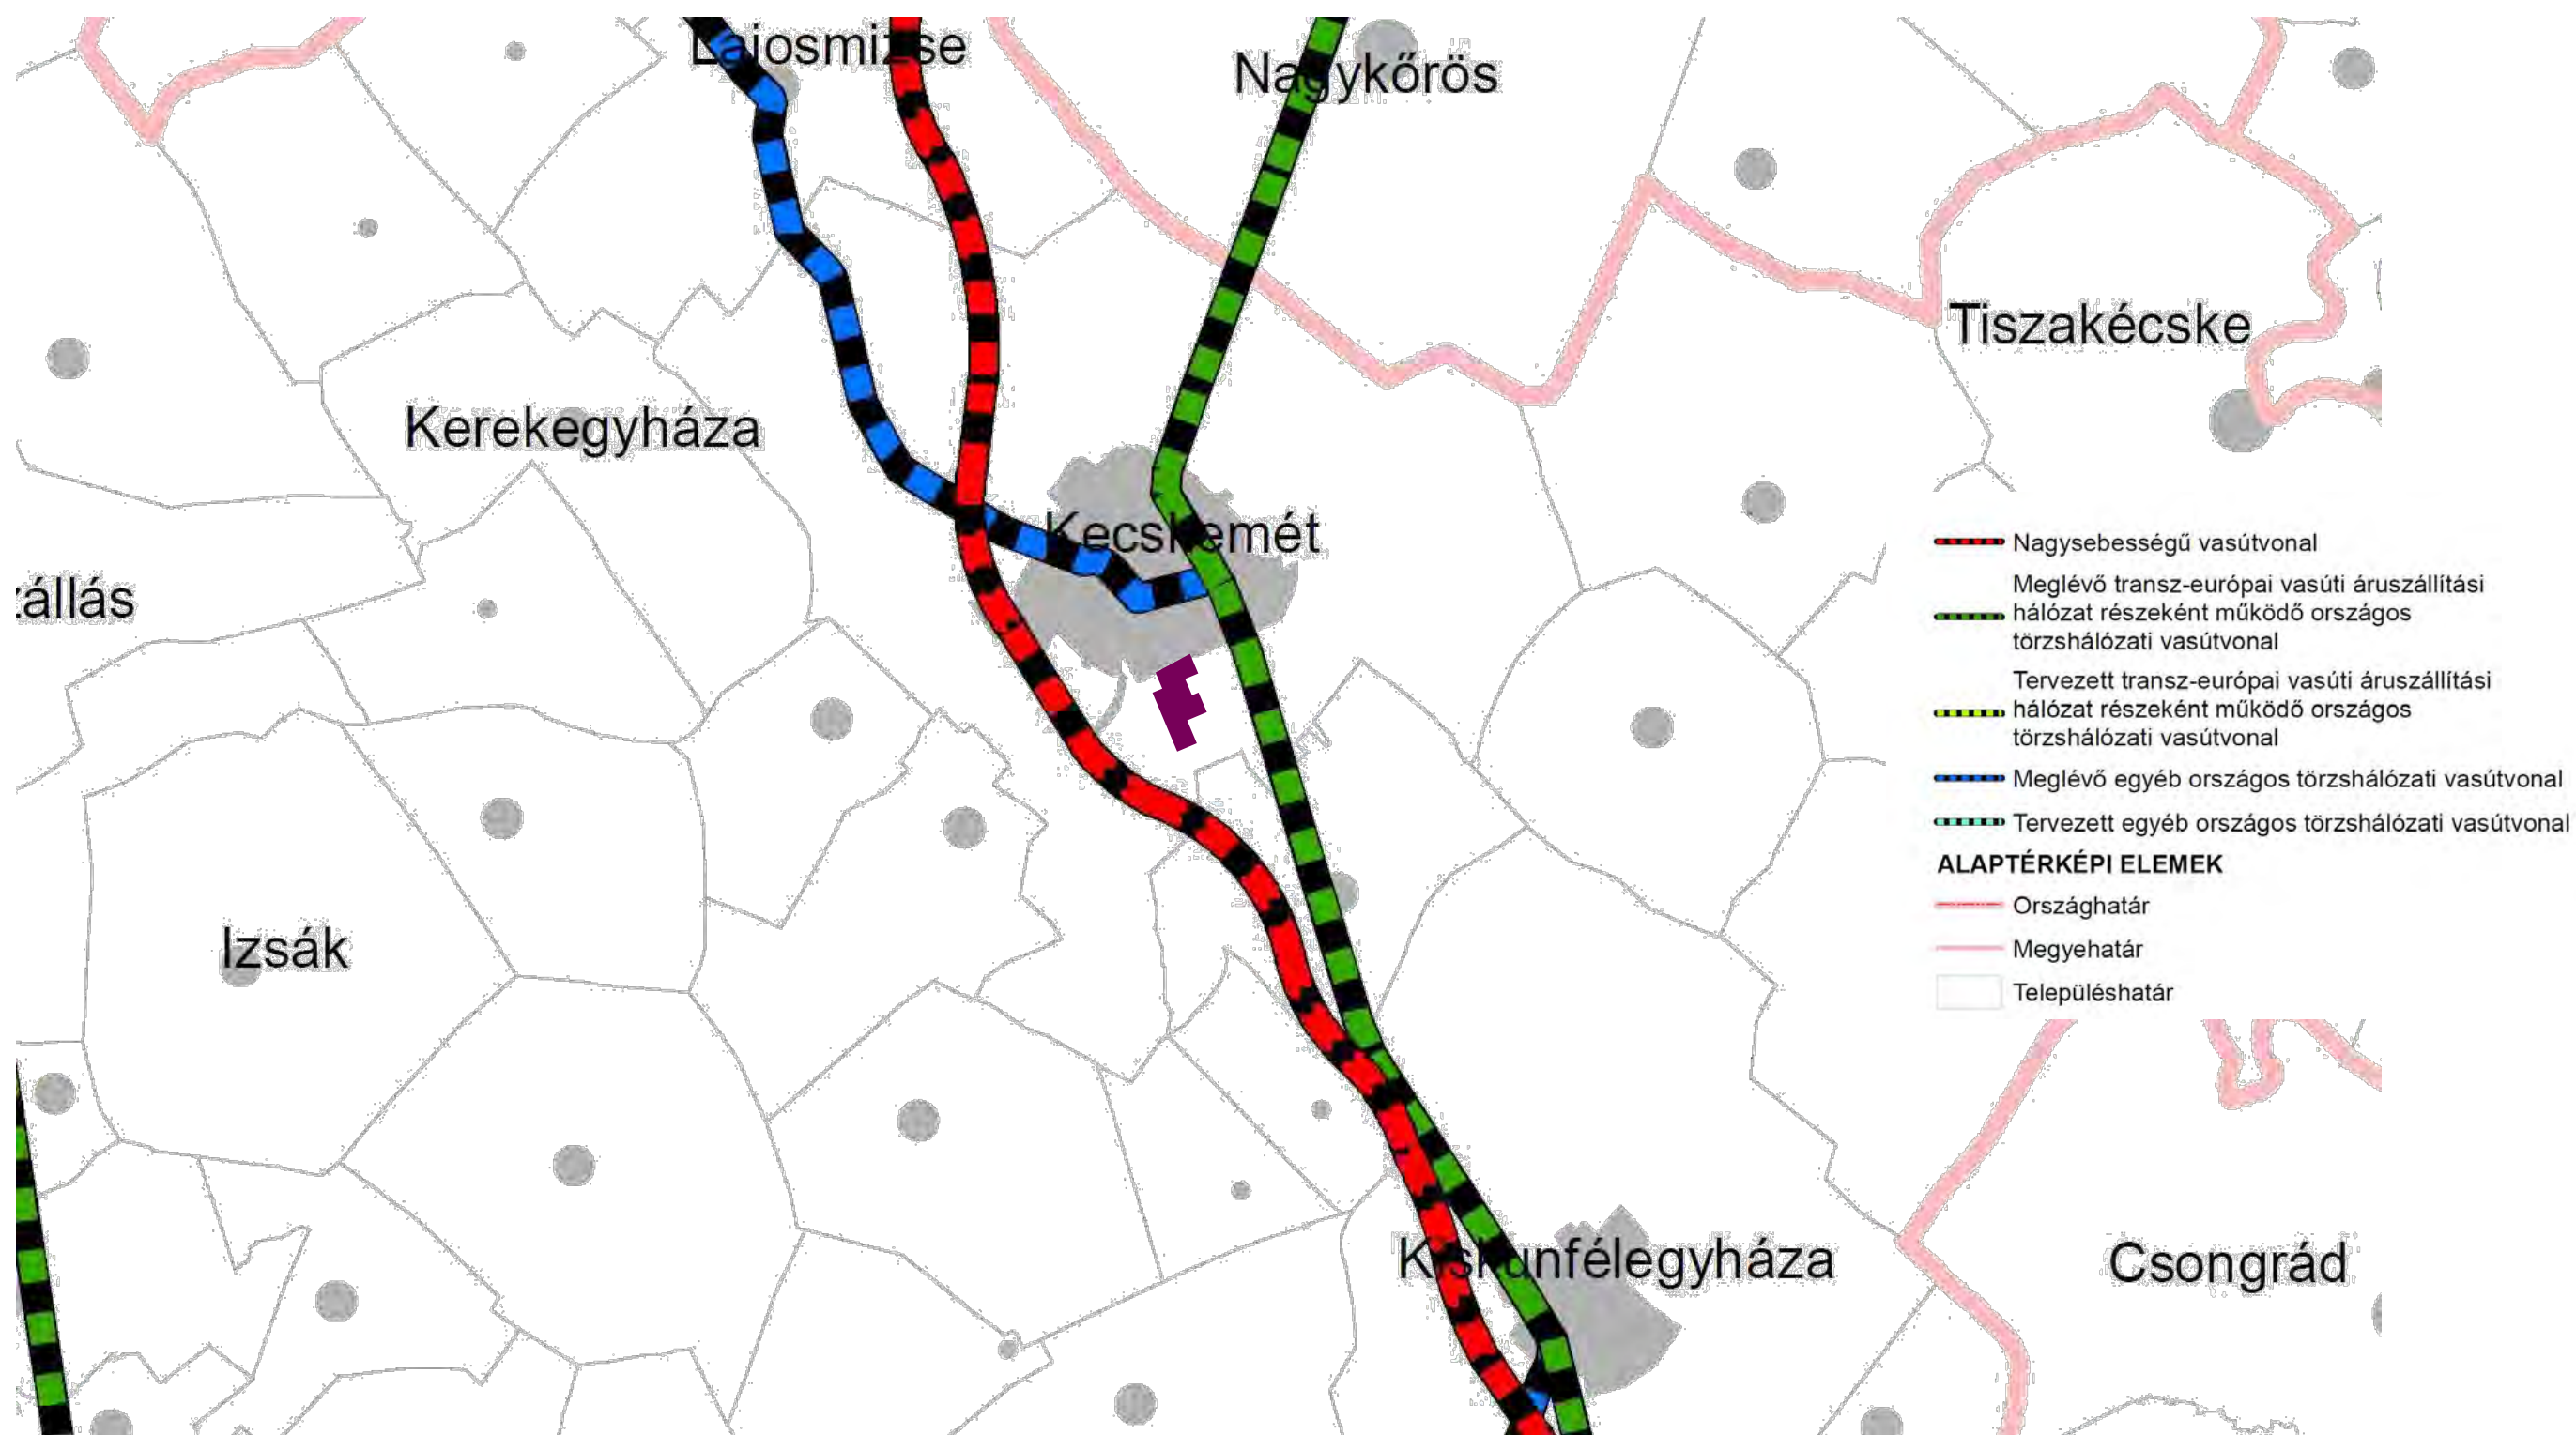 Lajosmizse
Nagykőrös
Tiszakécske
Kerekegyháza
Kecskemét
zállás
Izsák
Kiskunfélegyháza
Csongrád
Nagysebességű vasútvonal
Meglévő transz-európai vasúti áruszállítási
hálózat részeként működő országos
törzshálózati vasútvonal
Tervezett transz-európai vasúti áruszállítási
hálózat részeként működő országos
törzshálózati vasútvonal
Meglévő egyéb országos törzshálózati vasútvonal
Tervezett egyéb országos törzshálózati vasútvonal
ALAPTÉRKÉPI ELEMEK
Országhatár
Megyehatár
Településhatár